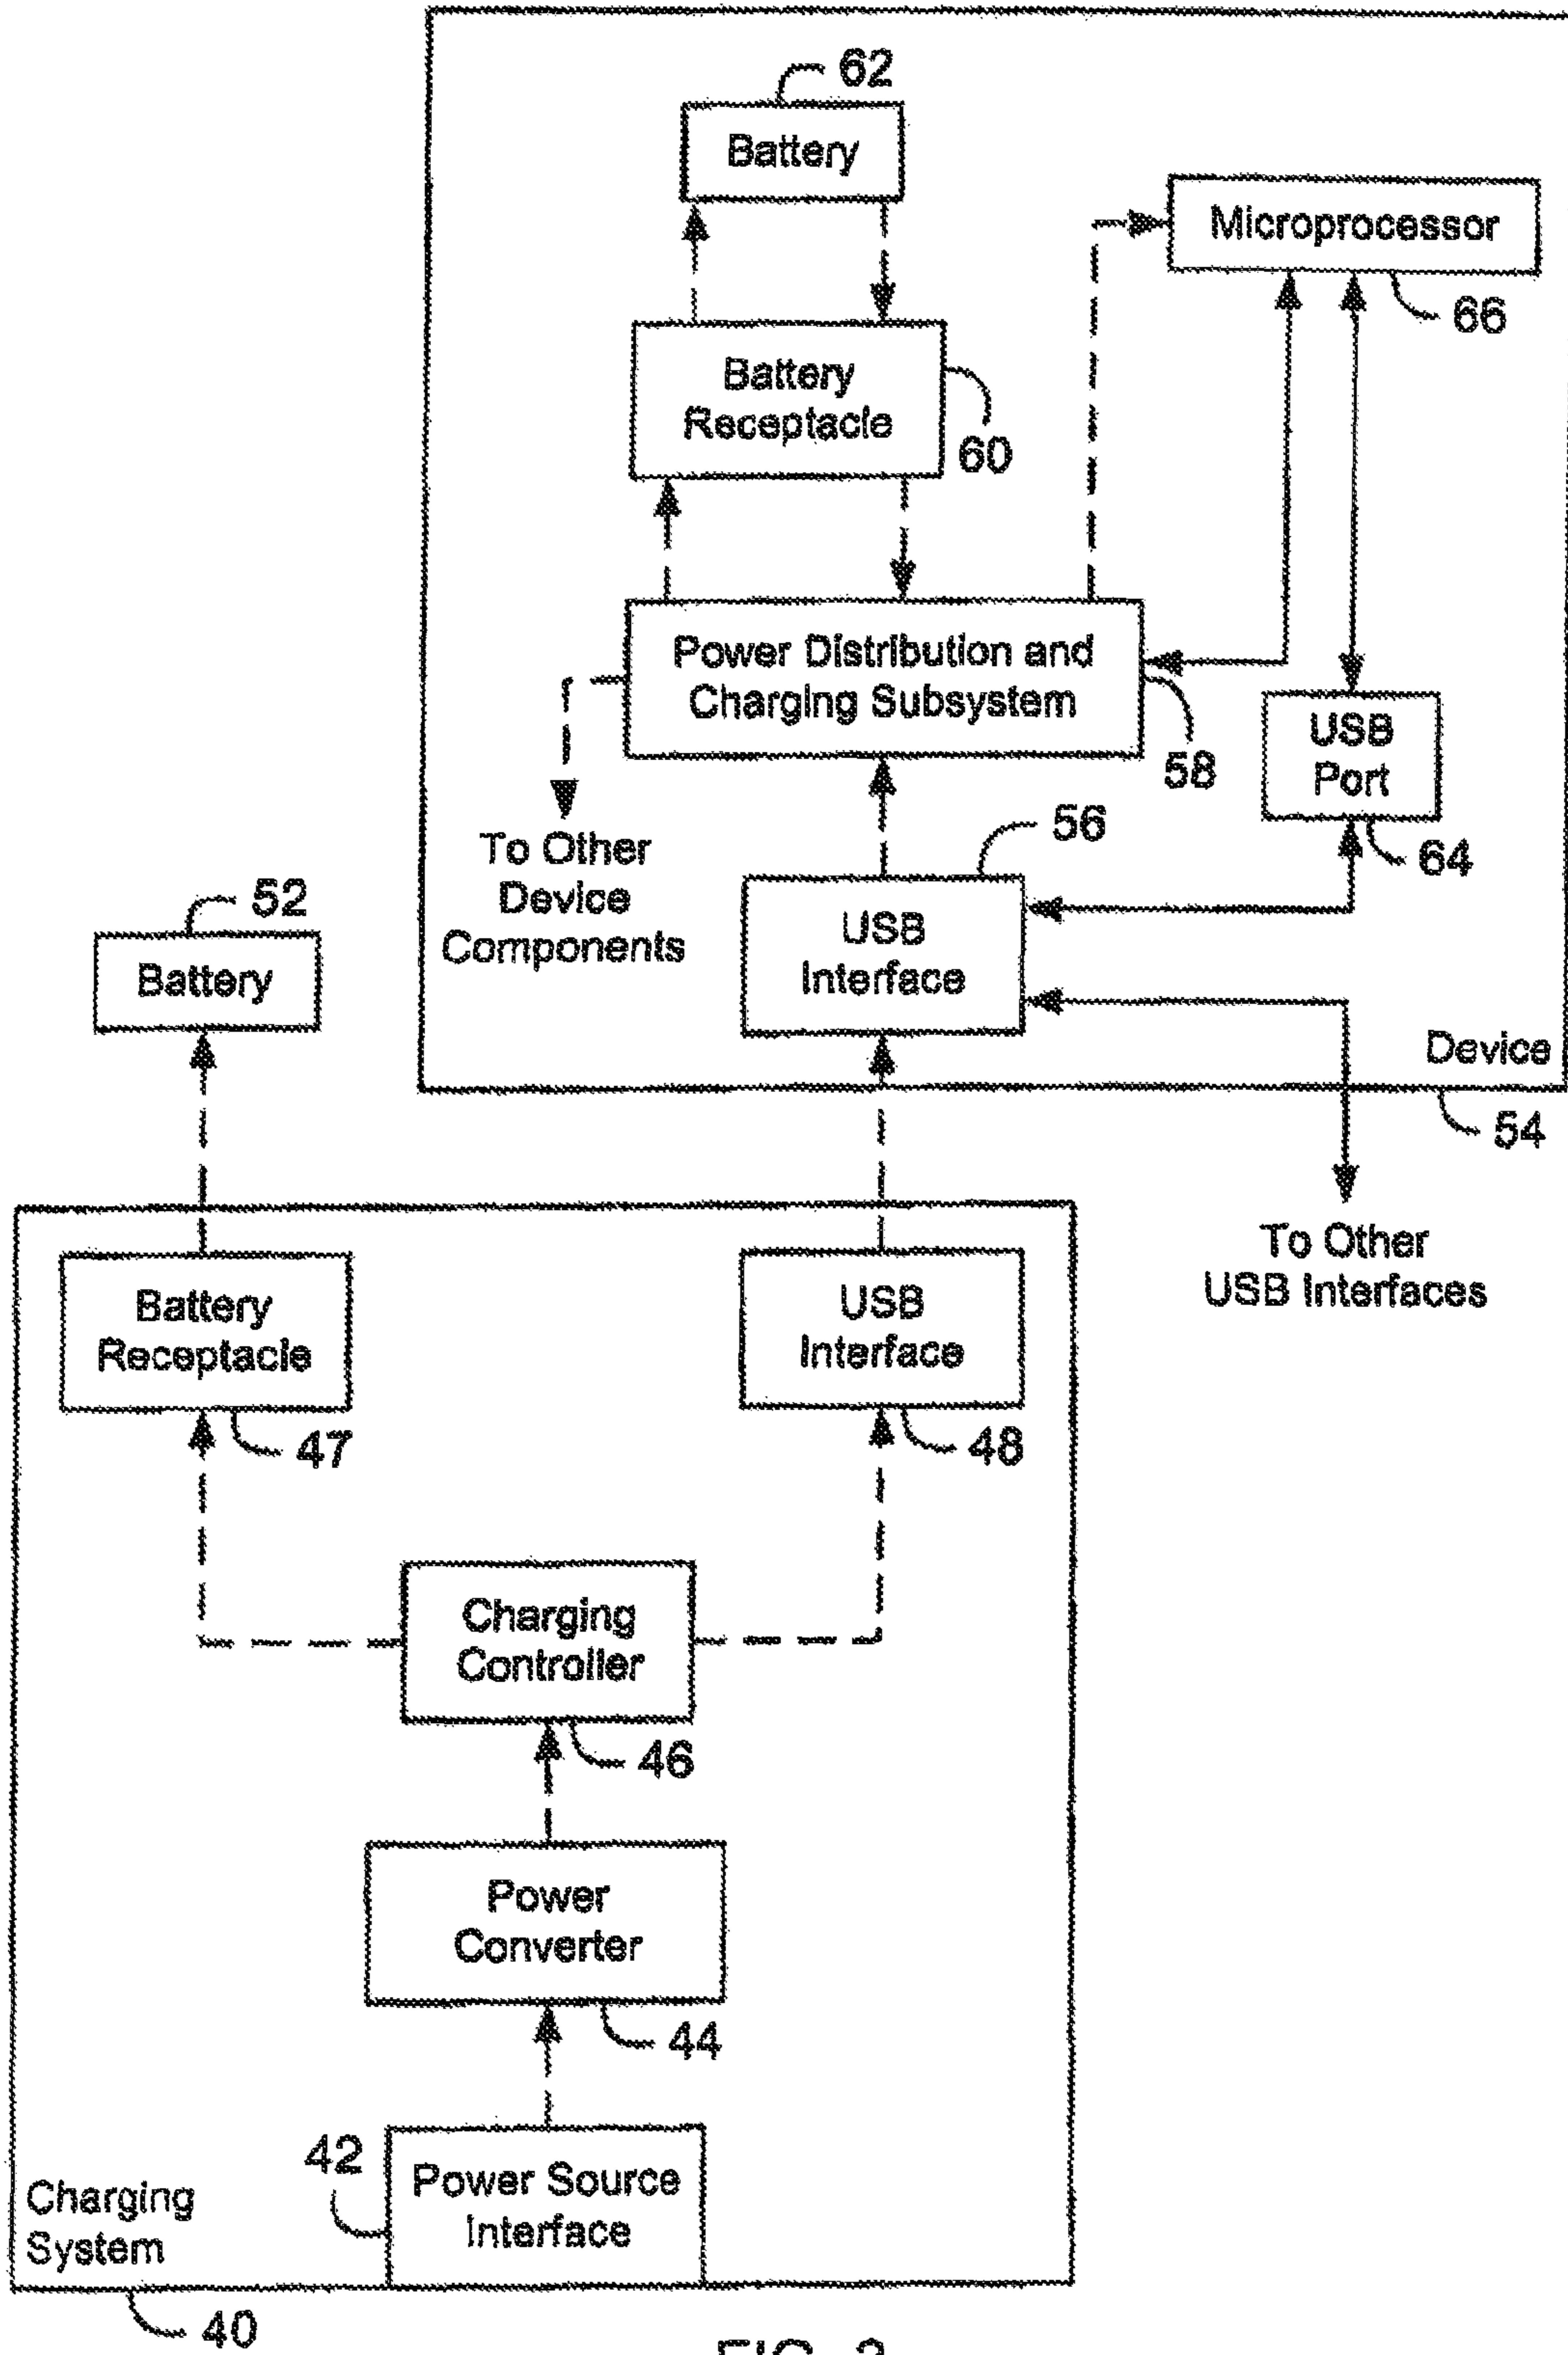 62
Battery
Microprocessor
66
Battery
Receptacle
60
Power Distribution and
Charging Subsystem
58
USB
Port
64
To Other
Device
Components
56
USB
Interface
52
Battery
Device
54
To Other
USB Interfaces
Battery
Receptacle
47
USB
Interface
48
Charging
Controller
46
Power
Converter
44
42
Power Source
Interface
Charging
System
40